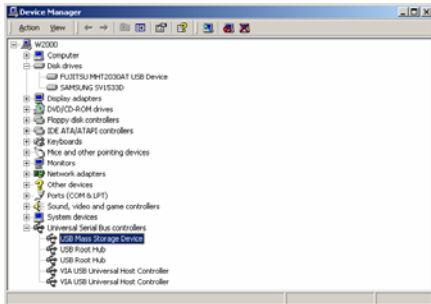 Device Manager
Action View
W2000
Computer
Disk drives
FUJITSU MHT2030AT USB Device
SAMSUNG SV1533D
Display adapters
DVD/CD-ROM drives
Floppy disk controllers
IDE ATA/ATAPI controllers
Keyboards
Mice and other pointing devices
Monitors
Network adapters
Other devices
Ports (COM & LPT)
Sound, video and game controllers
System devices
Universal Serial Bus controllers
USB Mass Storage Device
USB Root Hub
USB Root Hub
VIA USB Universal Host Controller
VIA USB Universal Host Controller